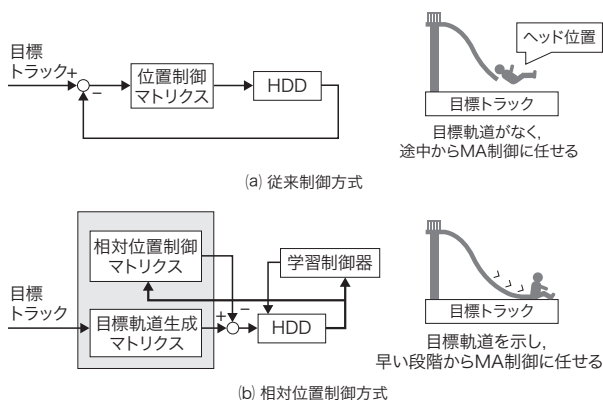 目標
トラック
+
−
位置制御
マトリクス
HDD
ヘッド位置
目標トラック
目標軌道がなく，
途中からMA制御に任せる
(a) 従来制御方式
相対位置制御
マトリクス
学習制御器
目標
トラック
目標軌道生成
マトリクス
+
−
HDD
目標トラック
目標軌道を示し，
早い段階からMA制御に任せる
(b) 相対位置制御方式